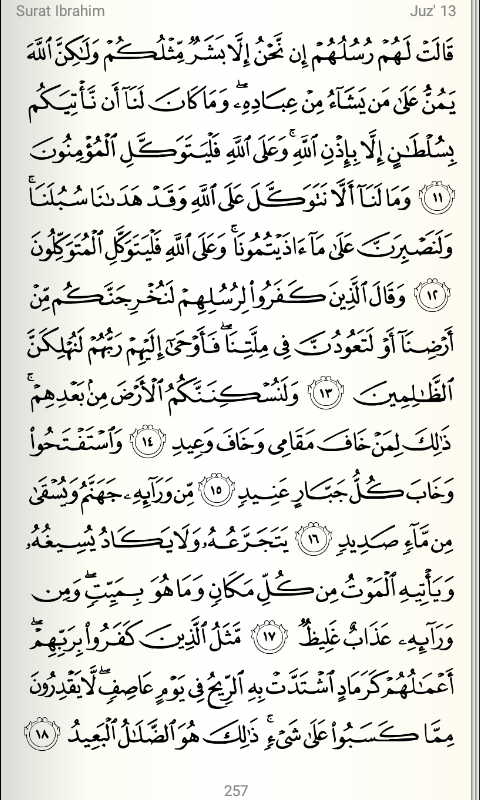 Surat Ibrahim Juz' 13
قَالَتْ لَهُمْ رُسُلُهُمْ إِن نَّحْنُ إِلَّا بَشَرٌ مِّثْلُكُمْ وَلَٰكِنَّ ٱللَّهَ
يَمُنُّ عَلَىٰ مَن يَشَآءُ مِنْ عِبَادِهِۦۖ وَمَا كَانَ لَنَآ أَن نَّأْتِيَكُم
بِسُلْطَٰنٍ إِلَّا بِإِذْنِ ٱللَّهِۚ وَعَلَى ٱللَّهِ فَلْيَتَوَكَّلِ ٱلْمُؤْمِنُونَ
١١ وَمَا لَنَآ أَلَّا نَتَوَكَّلَ عَلَى ٱللَّهِ وَقَدْ هَدَىٰنَا سُبُلَنَاۚ
وَلَنَصْبِرَنَّ عَلَىٰ مَآ ءَاذَيْتُمُونَاۚ وَعَلَى ٱللَّهِ فَلْيَتَوَكَّلِ ٱلْمُتَوَكِّلُونَ
١٢ وَقَالَ ٱلَّذِينَ كَفَرُوا۟ لِرُسُلِهِمْ لَنُخْرِجَنَّكُم مِّنْ
أَرْضِنَآ أَوْ لَتَعُودُنَّ فِى مِلَّتِنَاۖ فَأَوْحَىٰٓ إِلَيْهِمْ رَبُّهُمْ لَنُهْلِكَنَّ
ٱلظَّٰلِمِينَ ١٣ وَلَنُسْكِنَنَّكُمُ ٱلْأَرْضَ مِنۢ بَعْدِهِمْۚ
ذَٰلِكَ لِمَنْ خَافَ مَقَامِى وَخَافَ وَعِيدِ ١٤ وَٱسْتَفْتَحُوا۟
وَخَابَ كُلُّ جَبَّارٍ عَنِيدٍ ١٥ مِّن وَرَآئِهِۦ جَهَنَّمُ وَيُسْقَىٰ
مِن مَّآءٍ صَدِيدٍ ١٦ يَتَجَرَّعُهُۥ وَلَا يَكَادُ يُسِيغُهُۥ
وَيَأْتِيهِ ٱلْمَوْتُ مِن كُلِّ مَكَانٍ وَمَا هُوَ بِمَيِّتٍۖ وَمِن
وَرَآئِهِۦ عَذَابٌ غَلِيظٌ ١٧ مَّثَلُ ٱلَّذِينَ كَفَرُوا۟ بِرَبِّهِمْۖ
أَعْمَٰلُهُمْ كَرَمَادٍ ٱشْتَدَّتْ بِهِ ٱلرِّيحُ فِى يَوْمٍ عَاصِفٍۖ لَّا يَقْدِرُونَ
مِمَّا كَسَبُوا۟ عَلَىٰ شَىْءٍۚ ذَٰلِكَ هُوَ ٱلضَّلَٰلُ ٱلْبَعِيدُ ١٨
257